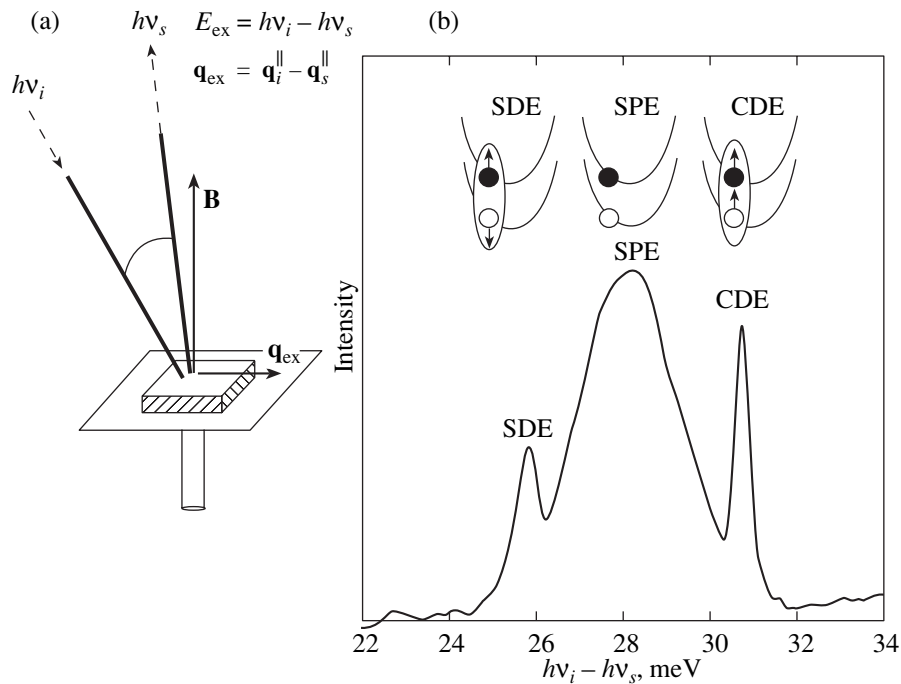 (a)
hν_s
E_ex = hν_i – hν_s
q_ex = q_i^∥ – q_s^∥
hν_i
B
q_ex
(b)
SDE SPE CDE
SPE
CDE
SDE
Intensity
22 24 26 28 30 32 34
hν_i – hν_s, meV